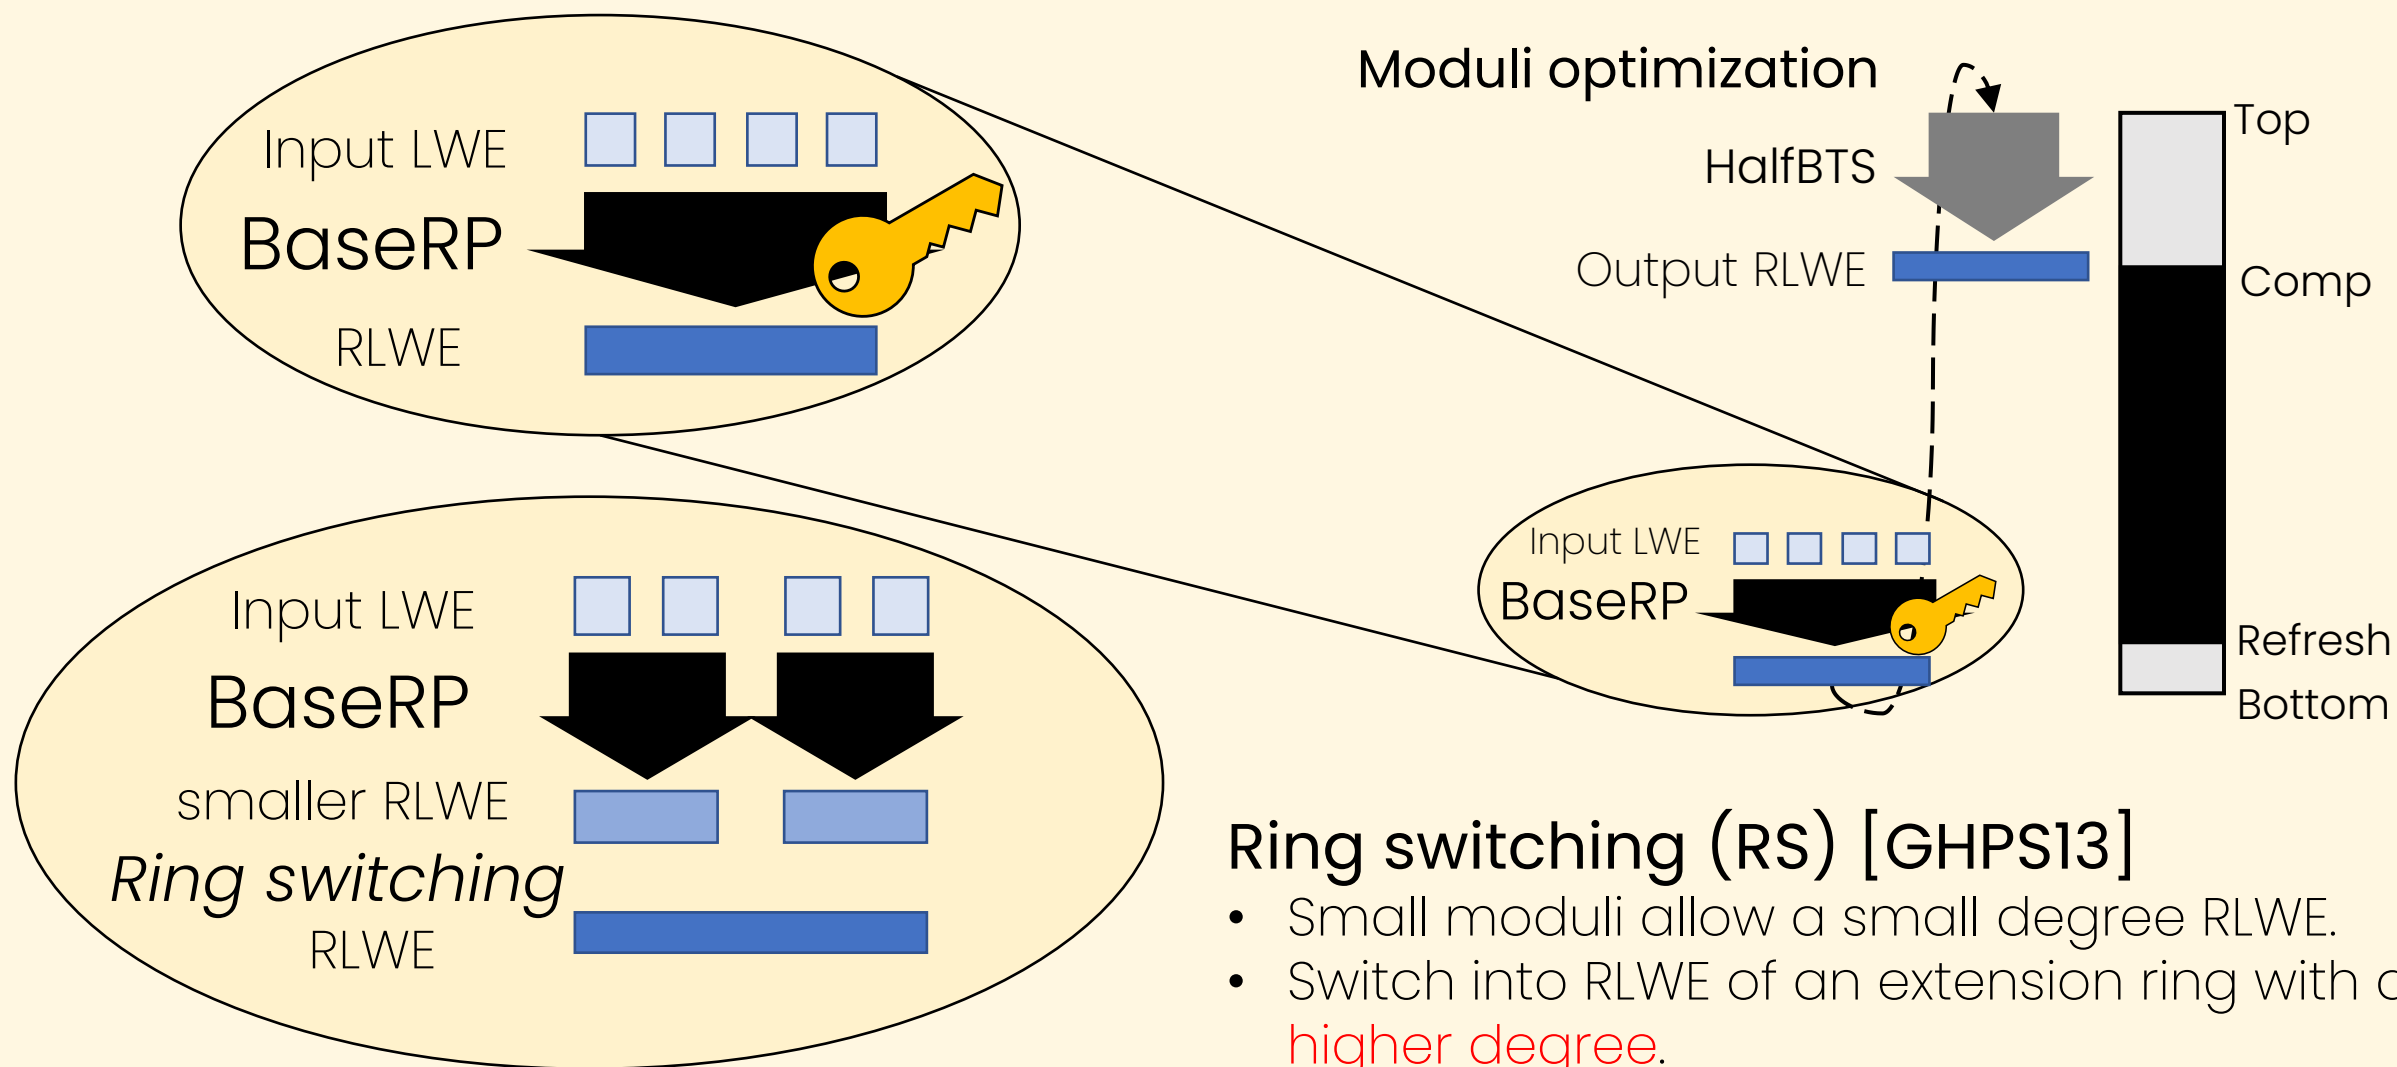 Input LWE
BaseRP
RLWE
Moduli optimization
HalfBTS
Output RLWE
Top
Comp
Refresh
Bottom
Input LWE
BaseRP
Input LWE
BaseRP
smaller RLWE
Ring switching
RLWE
Ring switching (RS) [GHPS13]
• Small moduli allow a small degree RLWE.
• Switch into RLWE of an extension ring with a
higher degree.